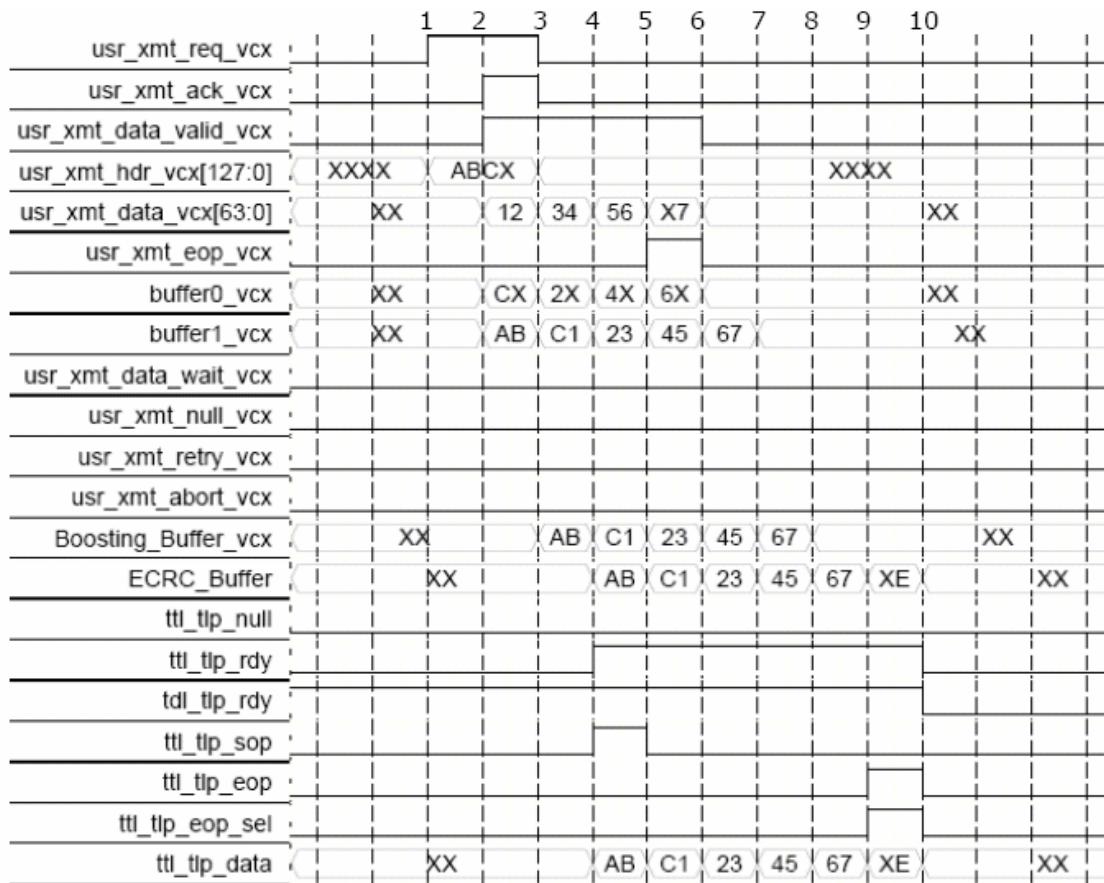 1 2 3 4 5 6 7 8 9 10
usr_xmt_req_vcx
usr_xmt_ack_vcx
usr_xmt_data_valid_vcx
usr_xmt_hdr_vcx[127:0] XXXX ABCX XXXX
usr_xmt_data_vcx[63:0] XX 12 34 56 X7 XX
usr_xmt_eop_vcx
buffer0_vcx XX CX 2X 4X 6X XX
buffer1_vcx XX AB C1 23 45 67 XX
usr_xmt_data_wait_vcx
usr_xmt_null_vcx
usr_xmt_retry_vcx
usr_xmt_abort_vcx
Boosting_Buffer_vcx XX AB C1 23 45 67 XX
ECRC_Buffer XX AB C1 23 45 67 XE XX
ttl_tlp_null
ttl_tlp_rdy
tdl_tlp_rdy
ttl_tlp_sop
ttl_tlp_eop
ttl_tlp_eop_sel
ttl_tlp_data XX AB C1 23 45 67 XE XX